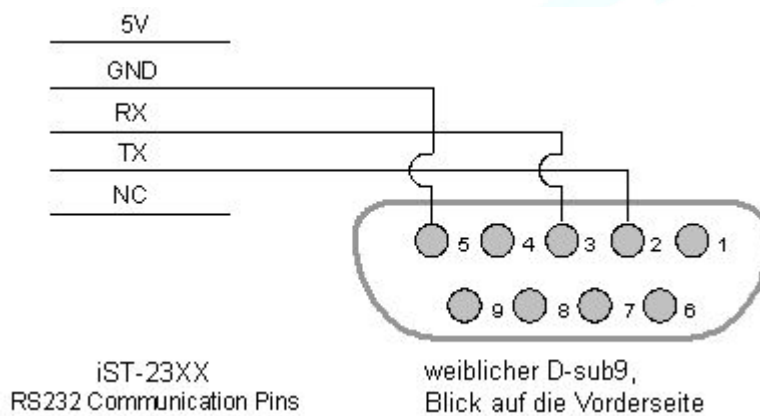 5V
GND
RX
TX
NC
5 4 3 2 1
9 8 7 6
iST-23XX
RS232 Communication Pins
weiblicher D-sub9,
Blick auf die Vorderseite